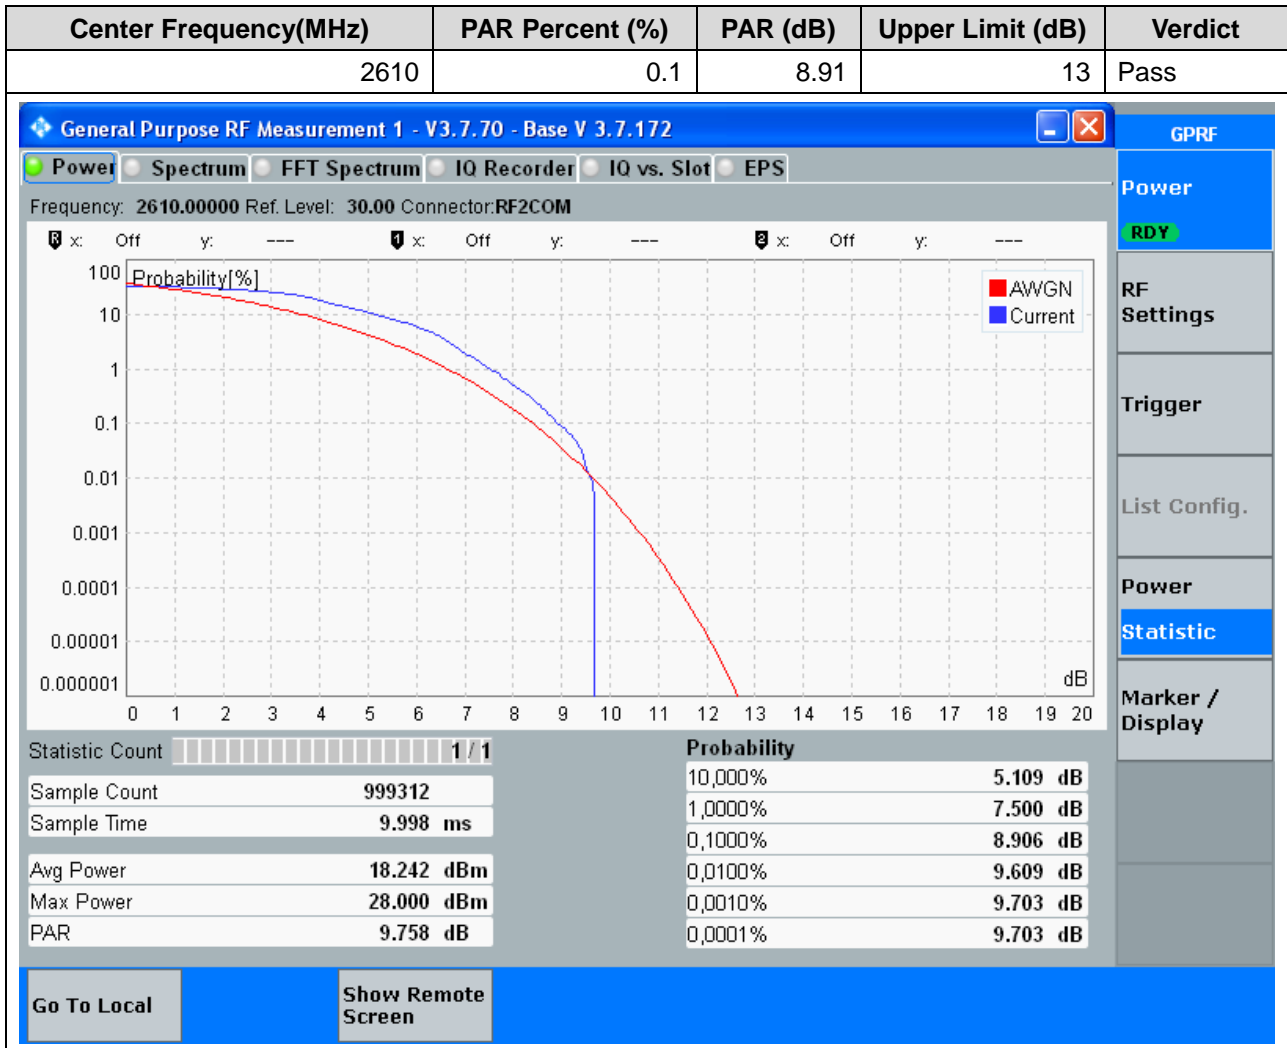 Center Frequency(MHz) PAR Percent (%) PAR (dB) Upper Limit (dB) Verdict
2610 0.1 8.91 13 Pass
General Purpose RF Measurement 1 - V3.7.70 - Base V 3.7.172
GPRF
Power Spectrum FFT Spectrum IQ Recorder IQ vs. Slot EPS
Power
RDY
Frequency: 2610.00000 Ref. Level: 30.00 Connector:RF2COM
R x: Off y: --- 1 x: Off y: --- 2 x: Off y: ---
Probability[%]
100
10
1
0.1
0.01
0.001
0.0001
0.00001
0.000001
AWGN
Current
dB
0 1 2 3 4 5 6 7 8 9 10 11 12 13 14 15 16 17 18 19 20
RF
Settings
Trigger
List Config.
Power
Statistic
Marker /
Display
Statistic Count 1 / 1
Sample Count 999312
Sample Time 9.998 ms
Avg Power 18.242 dBm
Max Power 28.000 dBm
PAR 9.758 dB
Probability
10,000% 5.109 dB
1,0000% 7.500 dB
0,1000% 8.906 dB
0,0100% 9.609 dB
0,0010% 9.703 dB
0,0001% 9.703 dB
Go To Local
Show Remote
Screen